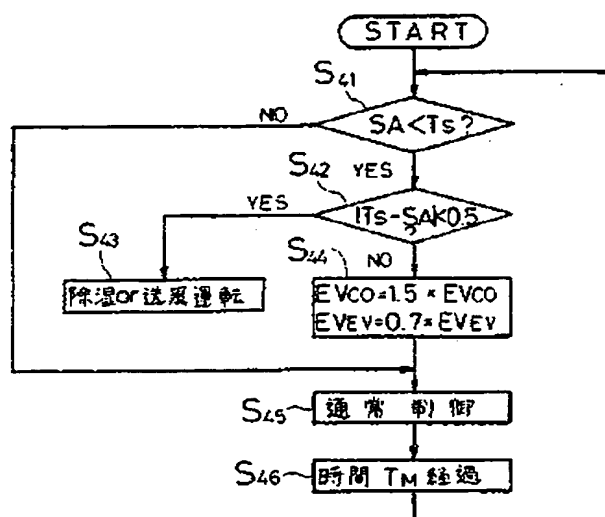 START
S41
NO
SA<Ts?
S42
YES
YES
|Ts-SA|<0.5
?
S43
S44
NO
除湿or送風運転
EVCO=1.5*EVCO
EVEV=0.7*EVEV
S45
通常制御
S46
時間 TM 経過